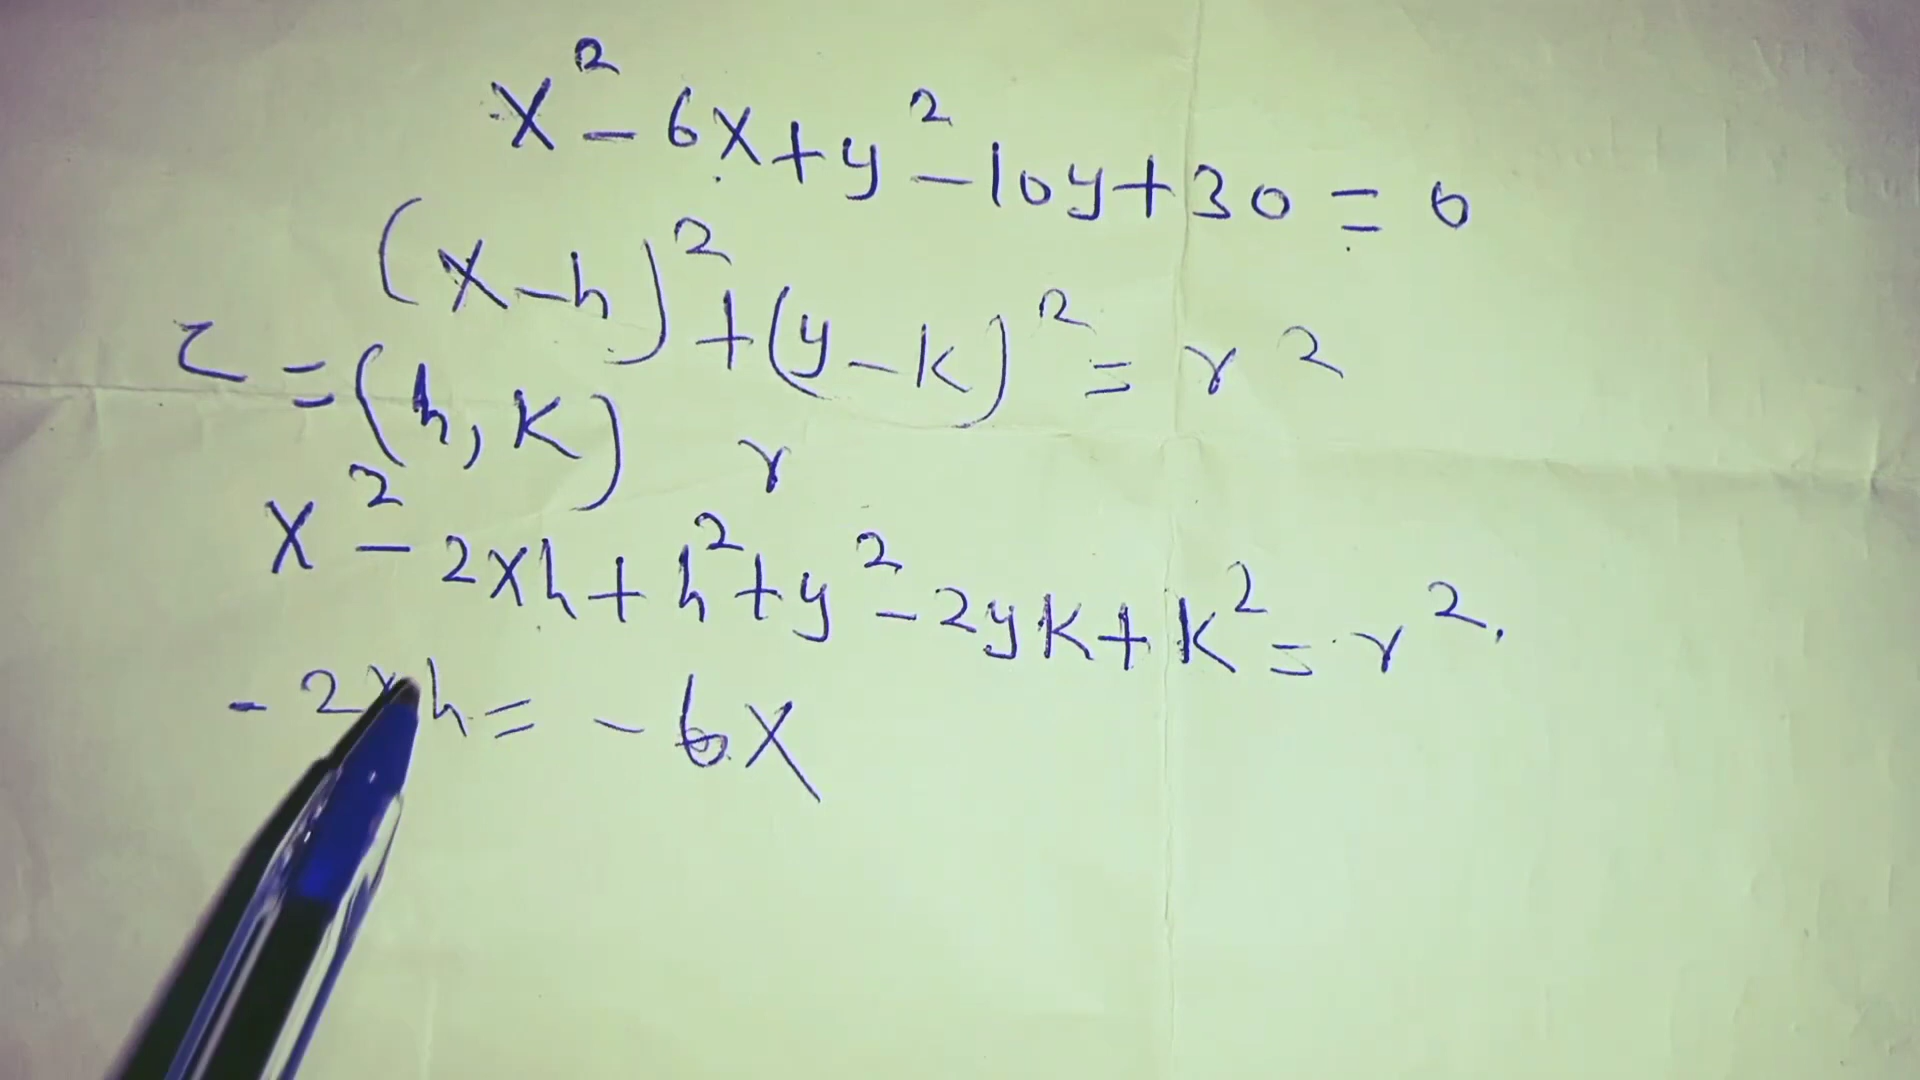 x² - 6x + y² - 10y + 30 = 0
(x - h)² + (y - k)² = r²
c = (h, k) r
x² - 2xh + h² + y² - 2yk + k² = r².
- 2xh = - 6x